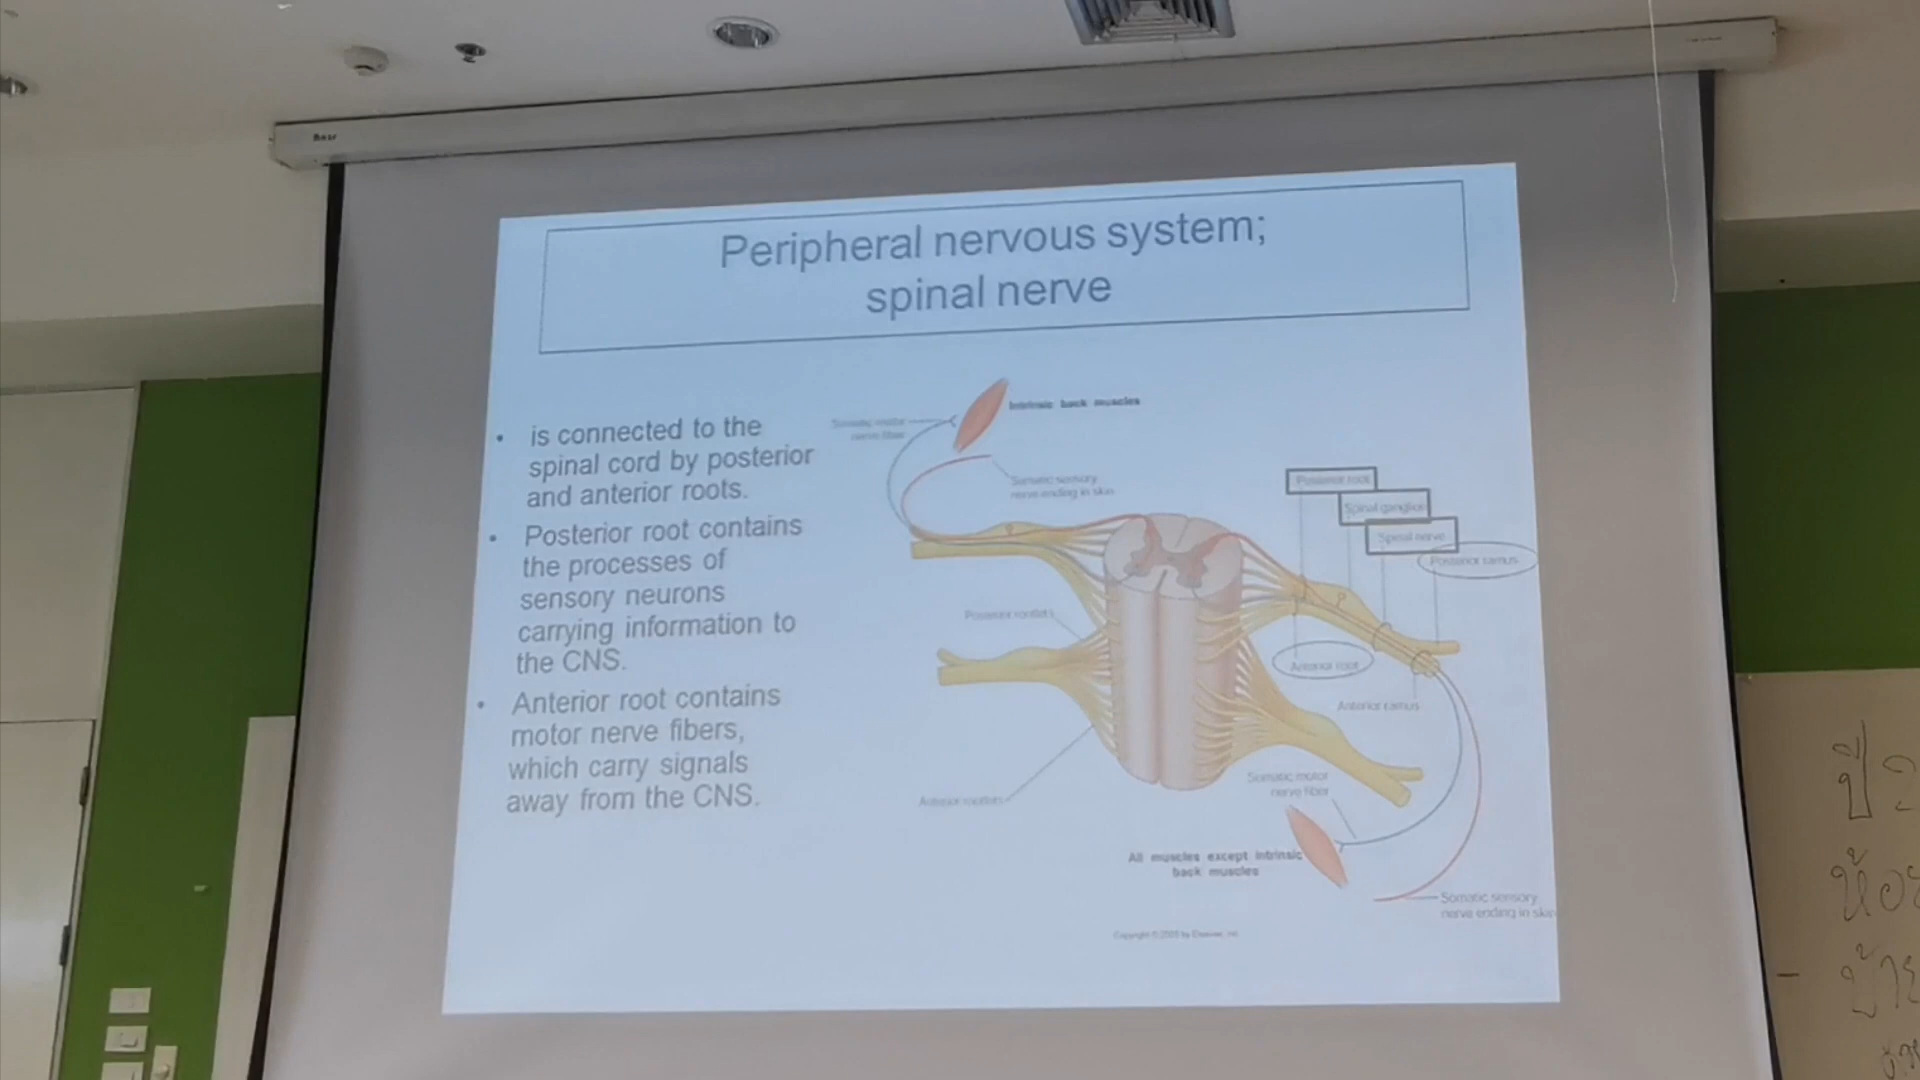 Peripheral nervous system;
spinal nerve
• is connected to the
spinal cord by posterior
and anterior roots.
• Posterior root contains
the processes of
sensory neurons
carrying information to
the CNS.
• Anterior root contains
motor nerve fibers,
which carry signals
away from the CNS.
Intrinsic back muscles
Somatic motor
nerve fiber
Somatic sensory
nerve ending in skin
Posterior root
Spinal ganglion
Spinal nerve
Posterior ramus
Posterior rootlets
Anterior root
Anterior ramus
Anterior rootlets
Somatic motor
nerve fiber
All muscles except intrinsic
back muscles
Somatic sensory
nerve ending in skin